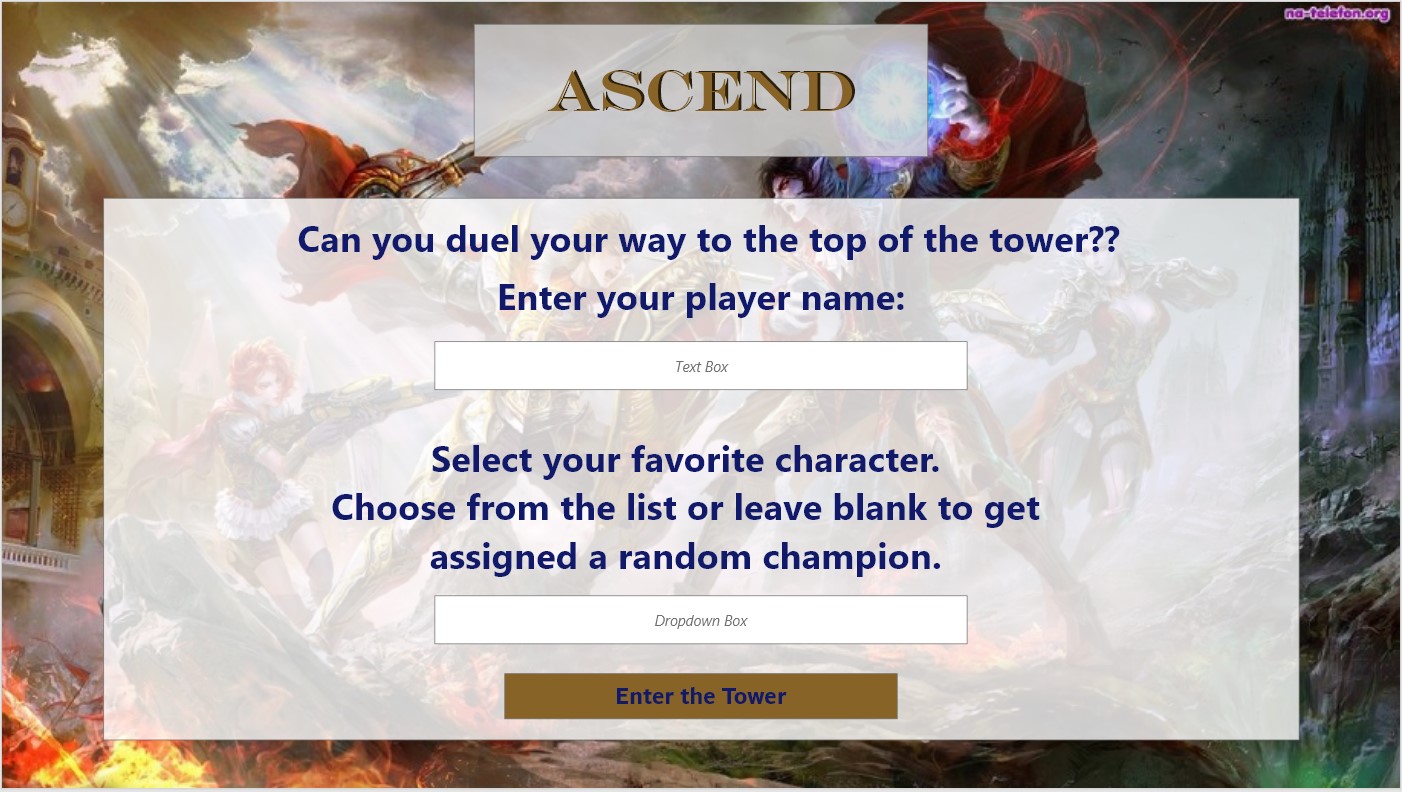 na-telefon.org
ASCEND
Can you duel your way to the top of the tower??
Enter your player name:
Text Box
Select your favorite character.
Choose from the list or leave blank to get
assigned a random champion.
Dropdown Box
Enter the Tower